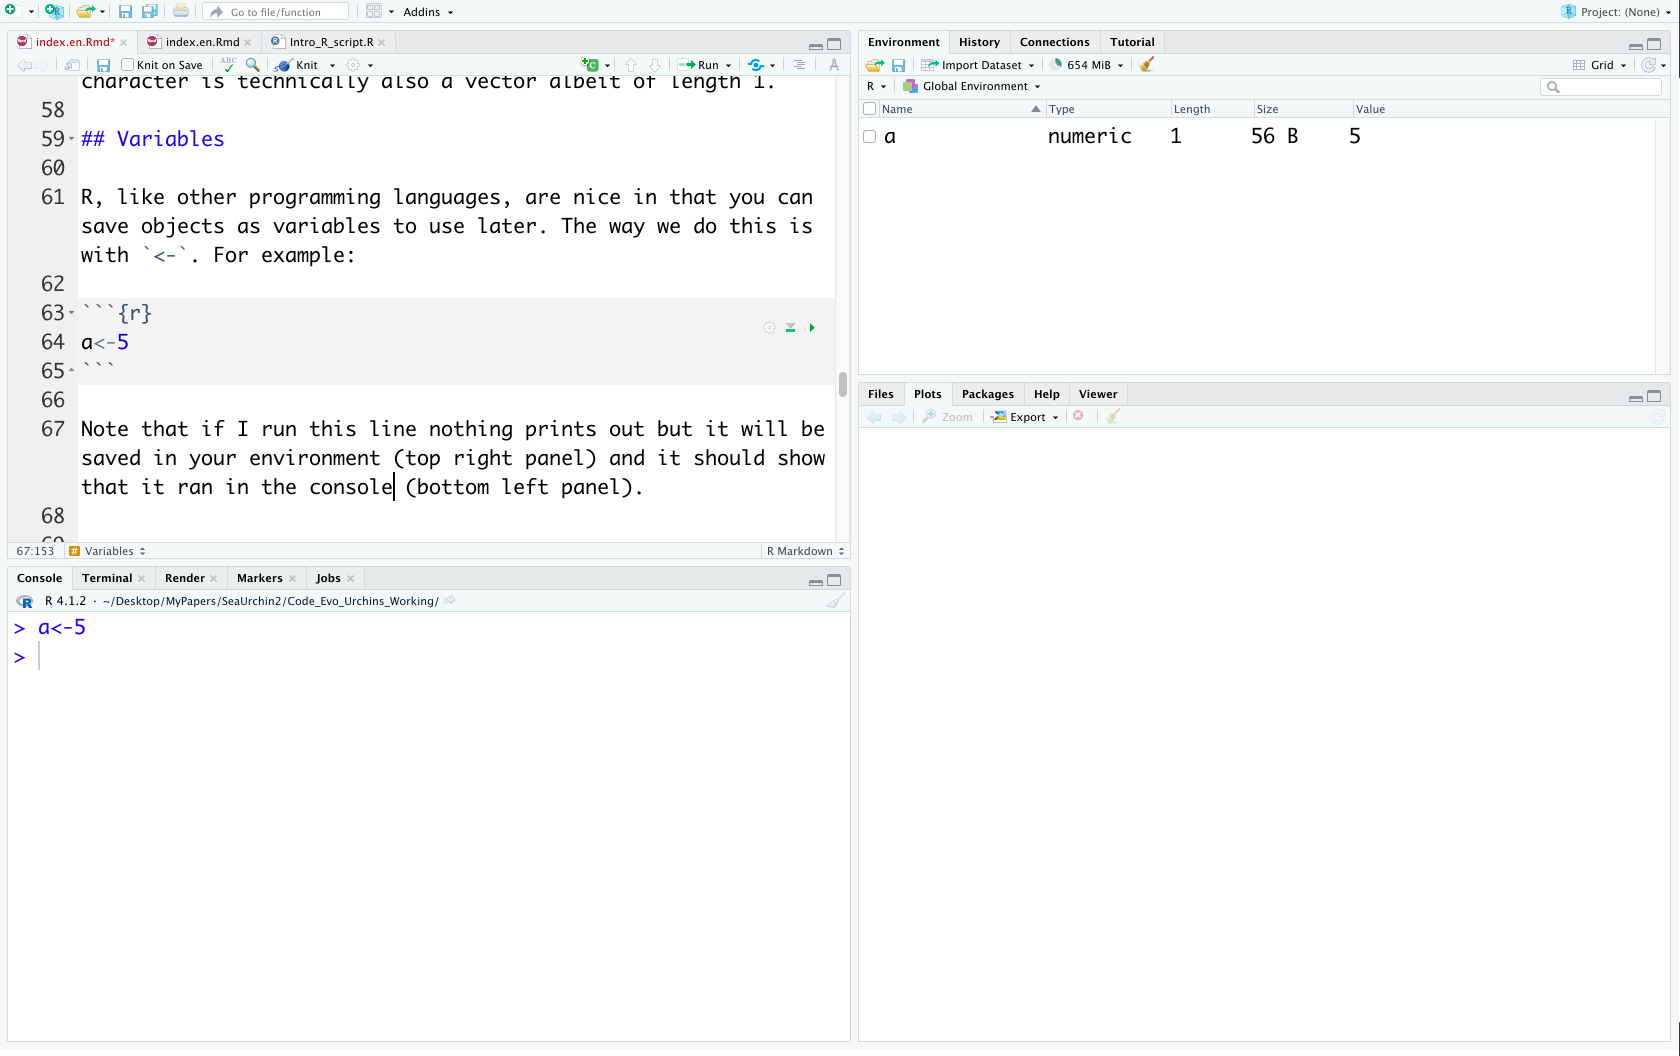 Go to file/function
Addins
Project: (None)
index.en.Rmd*
index.en.Rmd
Intro_R_script.R
Knit on Save
ABC
Knit
Run
character is technically also a vector albeit of length 1.
58
59 ## Variables
60
61 R, like other programming languages, are nice in that you can
save objects as variables to use later. The way we do this is
with `<-`. For example:
62
63 ```{r}
64 a<-5
65 ```
66
67 Note that if I run this line nothing prints out but it will be
saved in your environment (top right panel) and it should show
that it ran in the console (bottom left panel).
68
69
67:153 # Variables
R Markdown
Console Terminal Render Markers Jobs
R R 4.1.2 · ~/Desktop/MyPapers/SeaUrchin2/Code_Evo_Urchins_Working/
> a<-5
>
Environment History Connections Tutorial
Import Dataset 654 MiB
Grid
R Global Environment
Name Type Length Size Value
a numeric 1 56 B 5
Files Plots Packages Help Viewer
Zoom Export